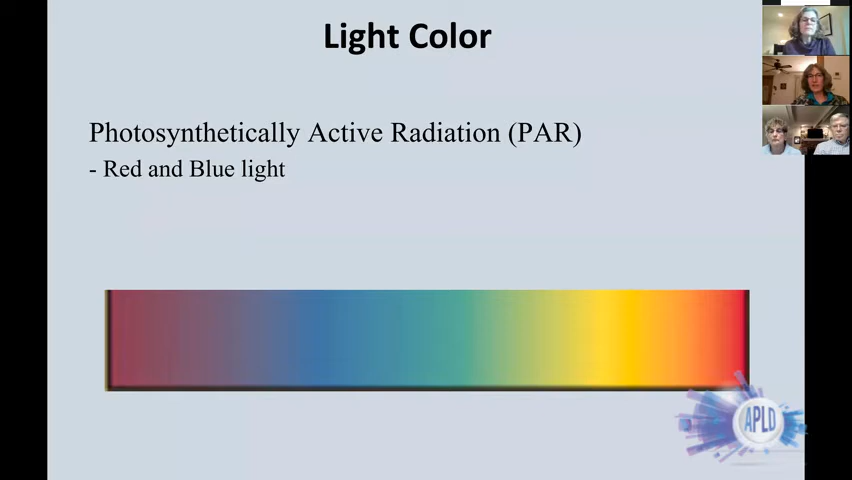 Light Color
Photosynthetically Active Radiation (PAR)
- Red and Blue light
APLD